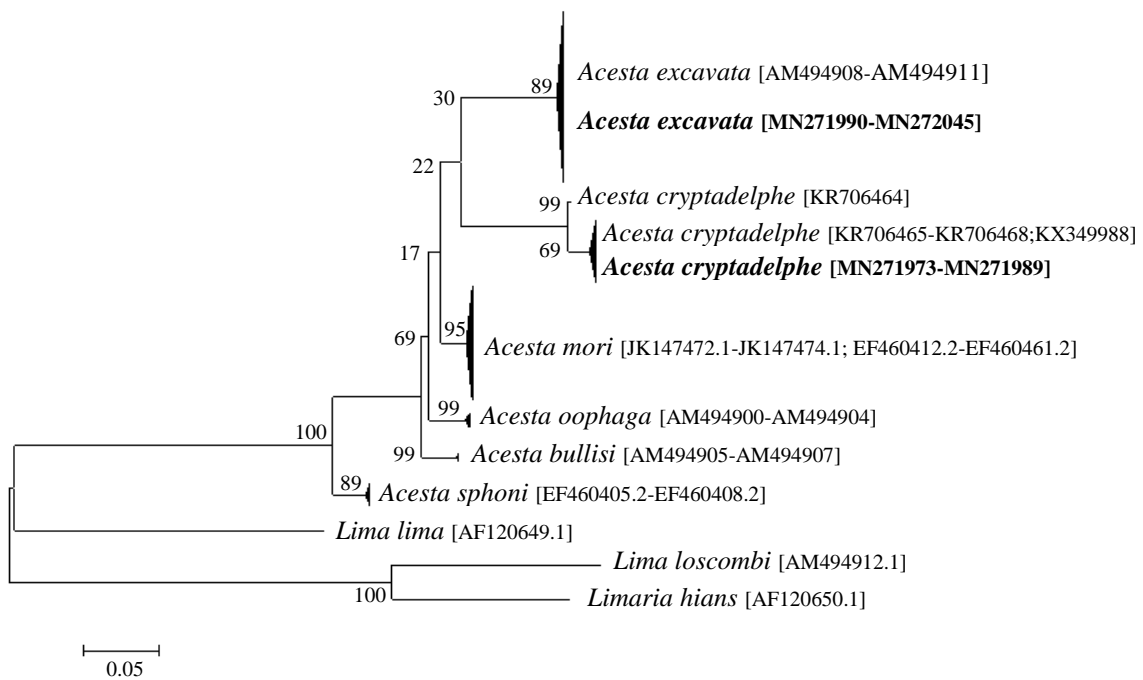 Acesta excavata [AM494908-AM494911]
89
30
Acesta excavata [MN271990-MN272045]
22
Acesta cryptadelphe [KR706464]
99
Acesta cryptadelphe [KR706465-KR706468;KX349988]
69
17
Acesta cryptadelphe [MN271973-MN271989]
95
69
Acesta mori [JK147472.1-JK147474.1; EF460412.2-EF460461.2]
99
Acesta oophaga [AM494900-AM494904]
100
99
Acesta bullisi [AM494905-AM494907]
89
Acesta sphoni [EF460405.2-EF460408.2]
Lima lima [AF120649.1]
Lima loscombi [AM494912.1]
100
Limaria hians [AF120650.1]
0.05